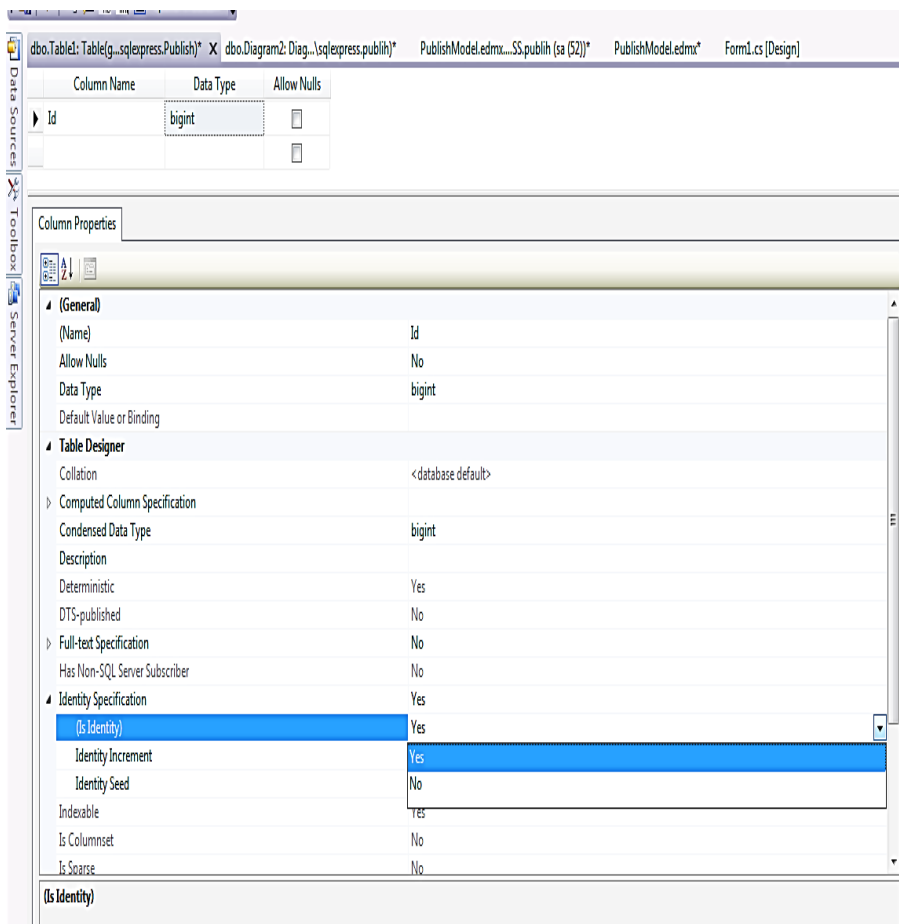 dbo.Table1: Table(g...sqlexpress.Publish)* X dbo.Diagram2: Diag...\sqlexpress.publih)* PublishModel.edmx....SS.publih (sa (52))* PublishModel.edmx* Form1.cs [Design]
Data Sources
Toolbox
Server Explorer
Column Name Data Type Allow Nulls
Id bigint
Column Properties
(General)
(Name) Id
Allow Nulls No
Data Type bigint
Default Value or Binding
Table Designer
Collation <database default>
Computed Column Specification
Condensed Data Type bigint
Description
Deterministic Yes
DTS-published No
Full-text Specification No
Has Non-SQL Server Subscriber No
Identity Specification Yes
(Is Identity) Yes
Identity Increment Yes
Identity Seed No
Indexable Yes
Is Columnset No
Is Sparse No
(Is Identity)